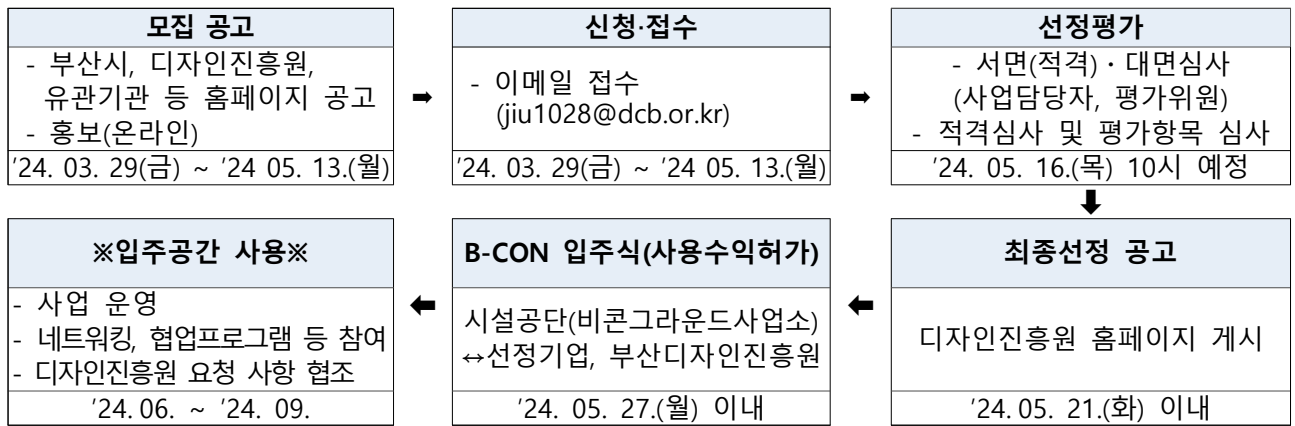 모집 공고
- 부산시, 디자인진흥원,
유관기관 등 홈페이지 공고
- 홍보(온라인)
'24. 03. 29(금) ~ '24 05. 13.(월)
➡
신청·접수
- 이메일 접수
(jiu1028@dcb.or.kr)
'24. 03. 29(금) ~ '24 05. 13.(월)
➡
선정평가
- 서면(적격)·대면심사
(사업담당자, 평가위원)
- 적격심사 및 평가항목 심사
'24. 05. 16.(목) 10시 예정
⬇
최종선정 공고
디자인진흥원 홈페이지 게시
'24. 05. 21.(화) 이내
⬅
B-CON 입주식(사용수익허가)
시설공단(비콘그라운드사업소)
↔선정기업, 부산디자인진흥원
'24. 05. 27.(월) 이내
⬅
※입주공간 사용※
- 사업 운영
- 네트워킹, 협업프로그램 등 참여
- 디자인진흥원 요청 사항 협조
'24. 06. ~ '24. 09.